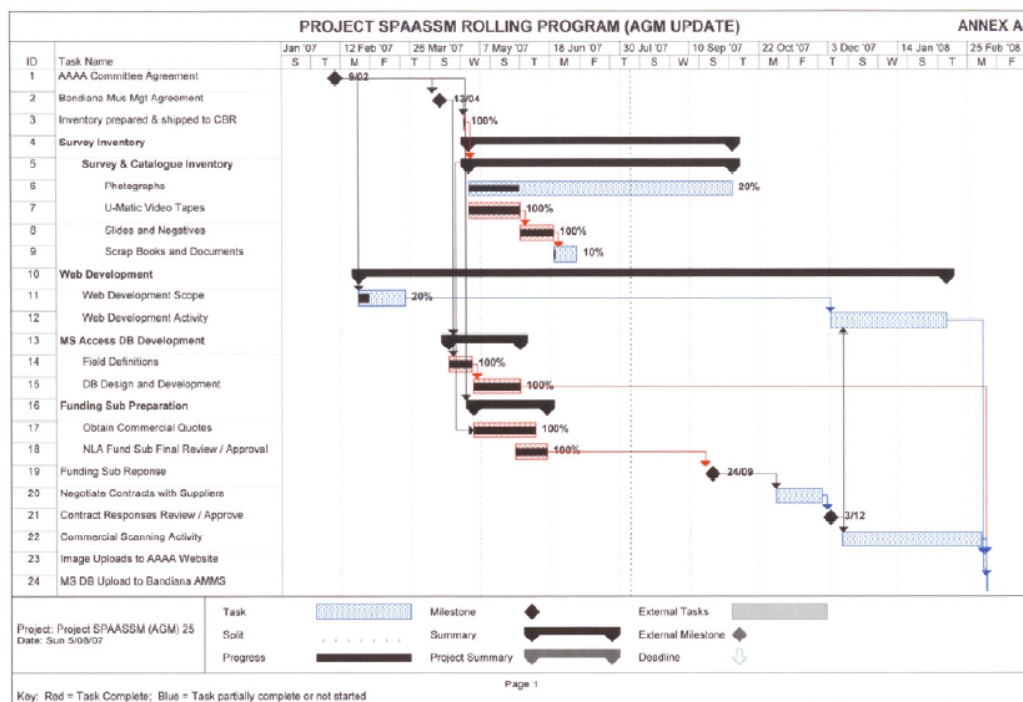 PROJECT SPAASSM ROLLING PROGRAM (AGM UPDATE) ANNEX A
Jan '07 12 Feb '07 26 Mar '07 7 May '07 18 Jun '07 30 Jul '07 10 Sep '07 22 Oct '07 3 Dec '07 14 Jan '08 25 Feb '08
ID Task Name S T M F T S W S T M F T S W S T M F T S W S T M F
1 AAAA Committee Agreement 9/02
2 Bandiana Mus Mgt Agreement 13/04
3 Inventory prepared & shipped to CBR 100%
4 Survey Inventory
5 Survey & Catalogue Inventory
6 Photographs 20%
7 U-Matic Video Tapes 100%
8 Slides and Negatives 100%
9 Scrap Books and Documents 10%
10 Web Development
11 Web Development Scope 20%
12 Web Development Activity
13 MS Access DB Development
14 Field Definitions 100%
15 DB Design and Development 100%
16 Funding Sub Preparation
17 Obtain Commercial Quotes 100%
18 NLA Fund Sub Final Review / Approval 100%
19 Funding Sub Reponse 24/09
20 Negotiate Contracts with Suppliers
21 Contract Responses Review / Approve 3/12
22 Commercial Scanning Activity
23 Image Uploads to AAAA Website
24 MS DB Upload to Bandiana AMMS
Project: Project SPAASSM (AGM) 25
Date: Sun 5/08/07
Task Milestone External Tasks
Split Summary External Milestone
Progress Project Summary Deadline
Page 1
Key: Red = Task Complete; Blue = Task partially complete or not started